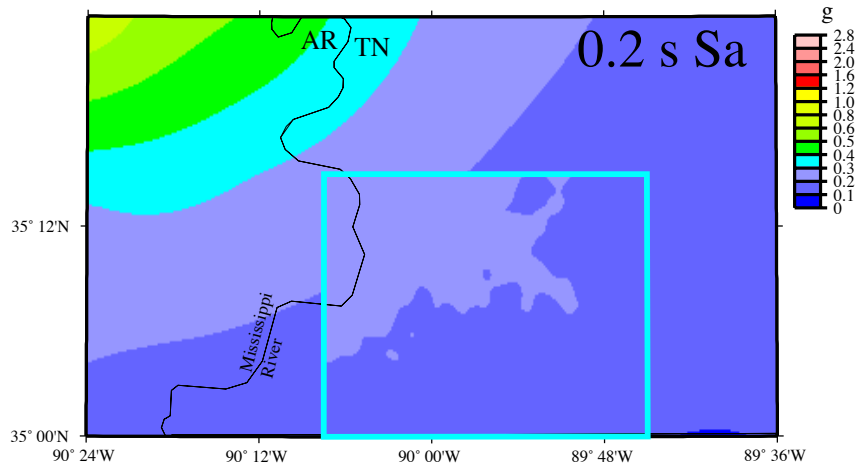 g
0.2 s Sa
AR
TN
2.8
2.4
2.0
1.6
1.2
1.0
0.8
0.6
0.5
0.4
0.3
0.2
0.1
0
35° 12'N
Mississippi
River
35° 00'N
90° 24'W
90° 12'W
90° 00'W
89° 48'W
89° 36'W